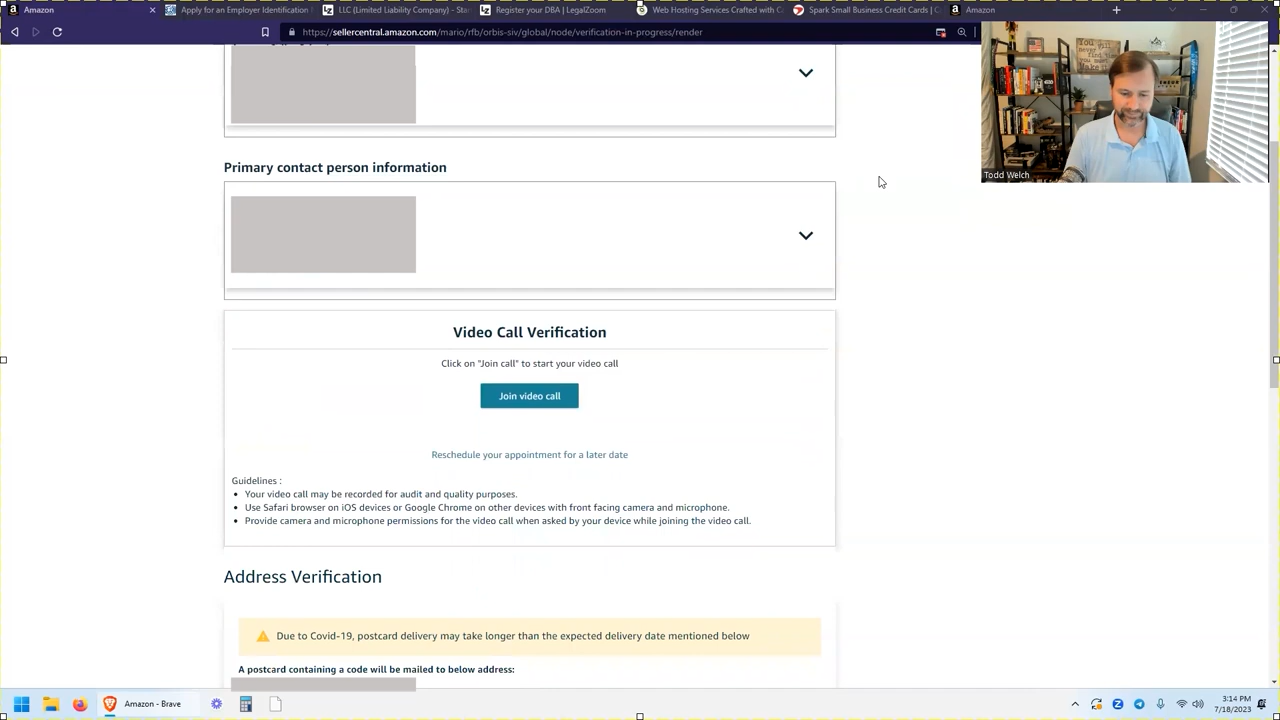 Amazon
Apply for an Employer Identification
LLC (Limited Liability Company) - Sta
Register your DBA | LegalZoom
Web Hosting Services Crafted with C
Spark Small Business Credit Cards | C
Amazon
https://sellercentral.amazon.com/mario/rf/orbis-siv/global/node/verification-in-progress/render
Todd Welch
Primary contact person information
Video Call Verification
Click on "Join call" to start your video call
Join video call
Reschedule your appointment for a later date
Guidelines :
Your video call may be recorded for audit and quality purposes.
Use Safari browser on iOS devices or Google Chrome on other devices with front facing camera and microphone.
Provide camera and microphone permissions for the video call when asked by your device while joining the video call.
Address Verification
Due to Covid-19, postcard delivery may take longer than the expected delivery date mentioned below
A postcard containing a code will be mailed to below address:
Amazon - Brave
3:14 PM
7/18/2023